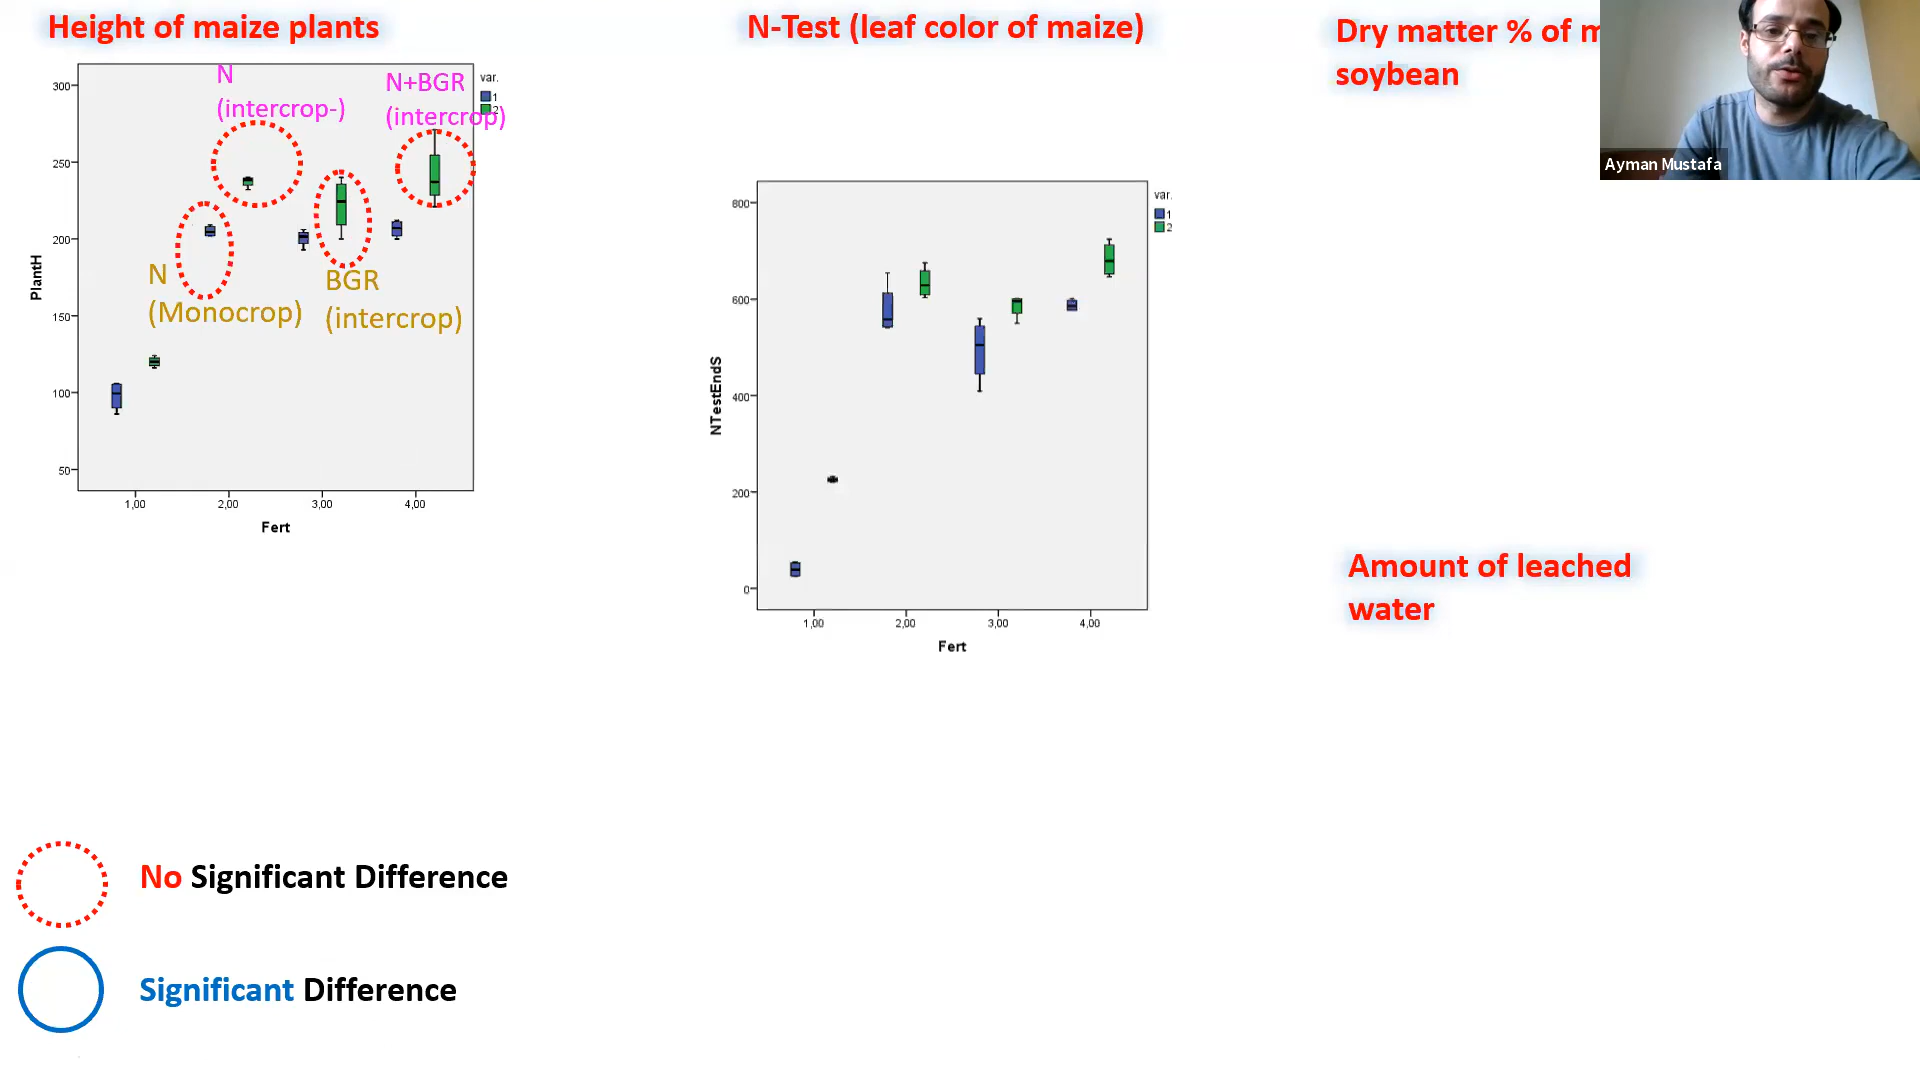 Height of maize plants
N-Test (leaf color of maize)
Dry matter % of m
soybean
Ayman Mustafa
N
(intercrop-)
N+BGR
(intercrop)
var.
1
2
300
250
200
150
100
50
PlantH
N
(Monocrop)
BGR
(intercrop)
1,00
2,00
3,00
4,00
Fert
var.
1
2
800
600
400
200
0
NTestEndS
1,00
2,00
3,00
4,00
Fert
Amount of leached
water
No Significant Difference
Significant Difference